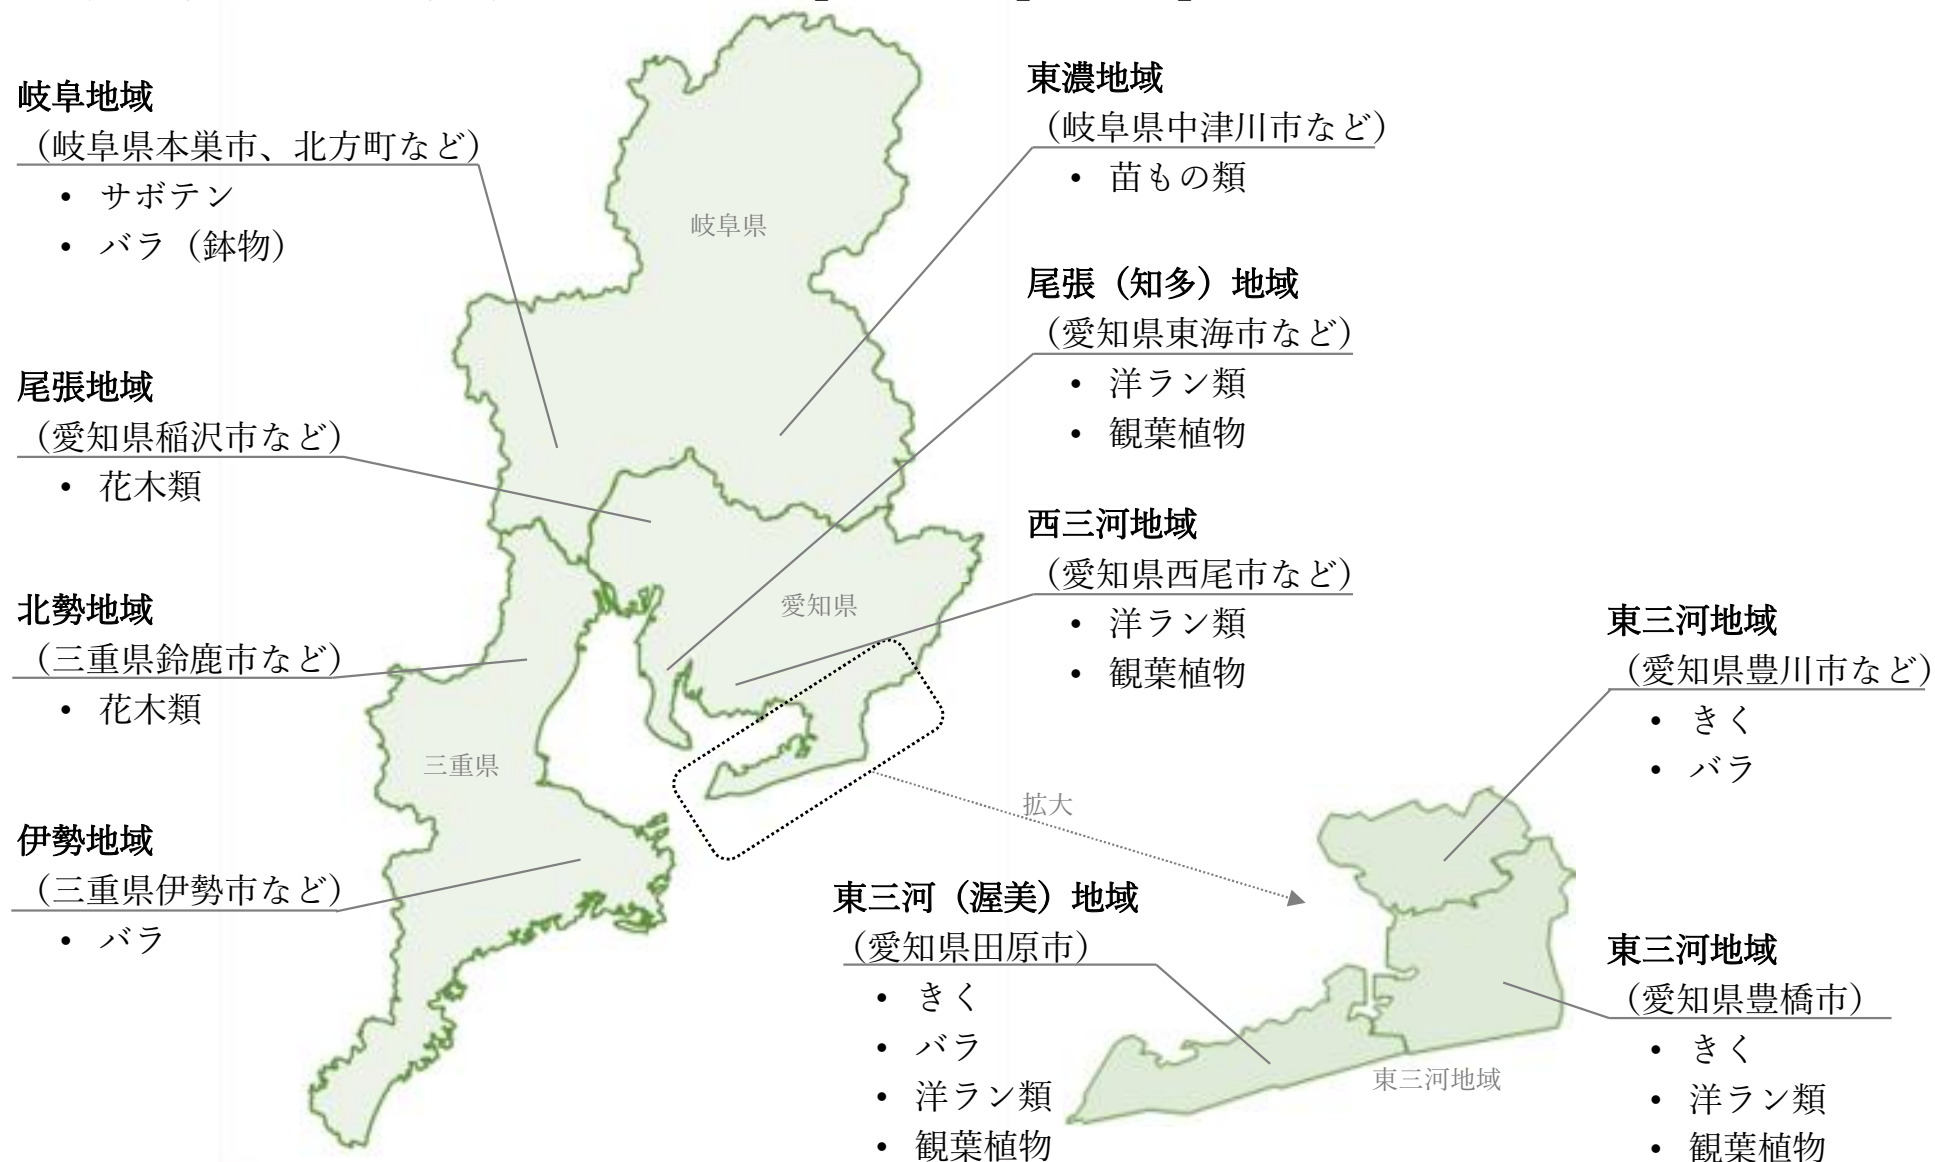 岐阜地域
（岐阜県本巣市、北方町など）
• サボテン
• バラ（鉢物）
尾張地域
（愛知県稲沢市など）
• 花木類
北勢地域
（三重県鈴鹿市など）
• 花木類
伊勢地域
（三重県伊勢市など）
• バラ
岐阜県
愛知県
三重県
東濃地域
（岐阜県中津川市など）
• 苗もの類
尾張（知多）地域
（愛知県東海市など）
• 洋ラン類
• 観葉植物
西三河地域
（愛知県西尾市など）
• 洋ラン類
• 観葉植物
拡大
東三河（渥美）地域
（愛知県田原市）
• きく
• バラ
• 洋ラン類
• 観葉植物
東三河地域
（愛知県豊川市など）
• きく
• バラ
東三河地域
（愛知県豊橋市）
• きく
• 洋ラン類
• 観葉植物
東三河地域